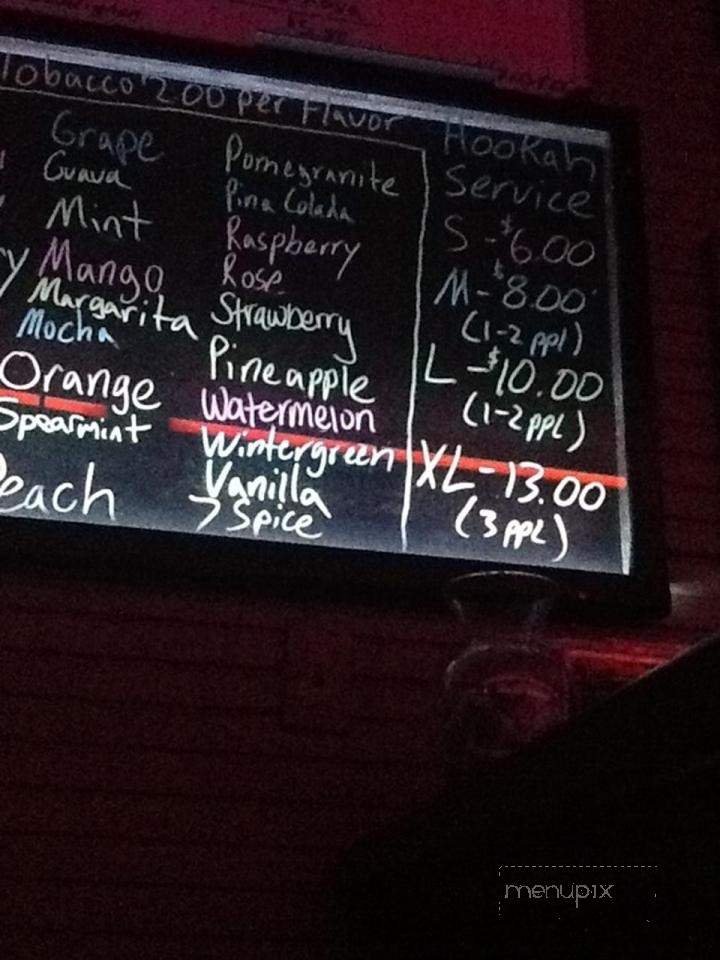 Tobacco $2.00 per Flavor
Grape
Guava
Mint
Mango
Margarita
Mocha
Orange
Spearmint
Peach
Pomegranite
Pina Colada
Raspberry
Rose
Strawberry
Pineapple
Watermelon
Wintergreen
Vanilla
7 Spice
Hookah
Service
S - $6.00
M - $8.00
(1-2 ppl)
L - $10.00
(1-2 ppl)
XL - 13.00
(3 ppl)
menupix